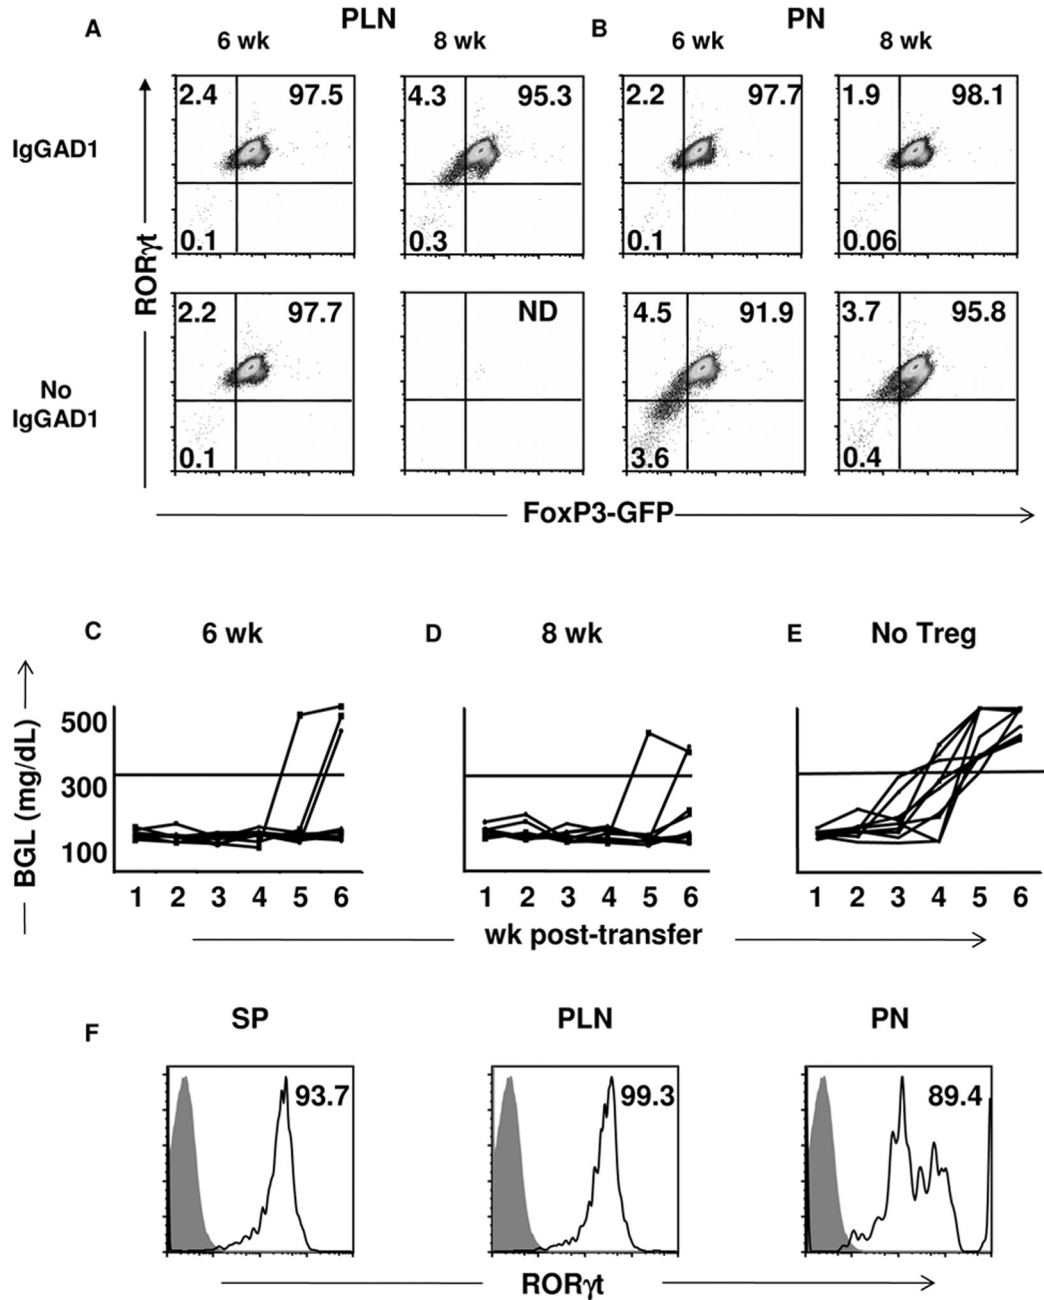 A PLN B PN
6 wk 8 wk 6 wk 8 wk
IgGAD1
2.4 97.5 4.3 95.3 2.2 97.7 1.9 98.1
0.1 0.3 0.1 0.06
RORγt
No IgGAD1
2.2 97.7 ND 4.5 91.9 3.7 95.8
0.1 3.6 0.4
FoxP3-GFP
C 6 wk D 8 wk E No Treg
BGL (mg/dL)
500
300
100
1 2 3 4 5 6 1 2 3 4 5 6 1 2 3 4 5 6
wk post-transfer
F SP PLN PN
93.7 99.3 89.4
RORγt